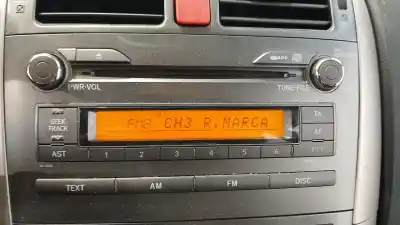 PWR·VOL
TUNE·FILE
SEEK
TRACK
FM2 CH3 R.MARCA
TA
AF
PTY
AST 1 2 3 4 5 6
TEXT AM FM DISC